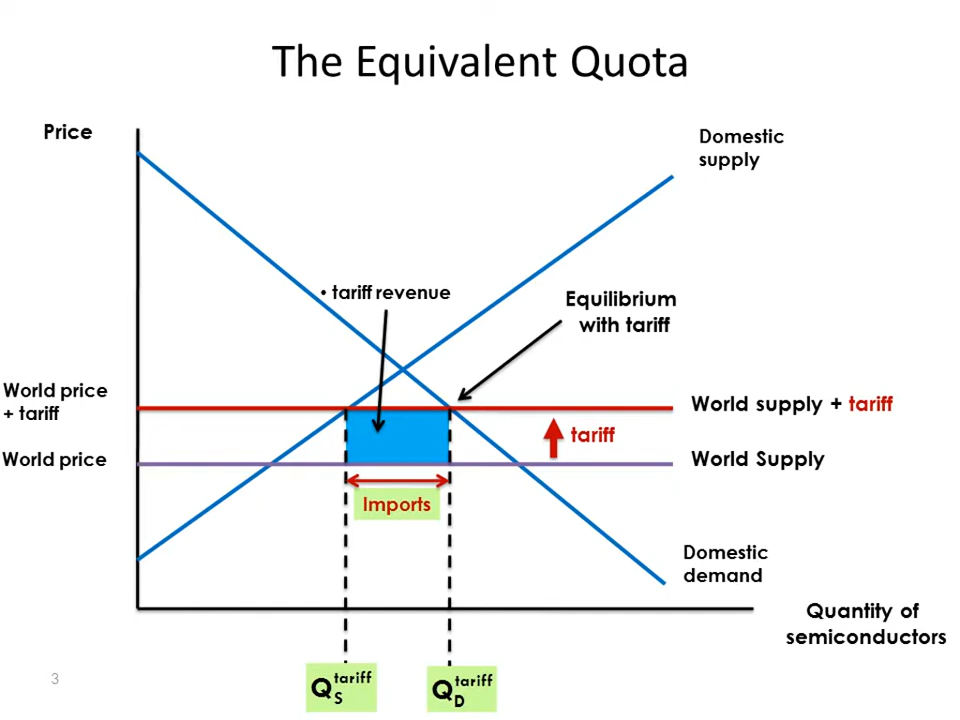 The Equivalent Quota
Price
Domestic
supply
• tariff revenue
Equilibrium
with tariff
World price
+ tariff
World supply + tariff
tariff
World price
World Supply
Imports
Domestic
demand
Quantity of
semiconductors
Q_S^tariff
Q_D^tariff
3